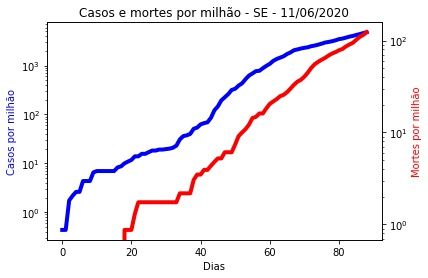 Casos e mortes por milhão - SE - 11/06/2020
Casos por milhão
10³
10²
10¹
10⁰
10²
10¹
10⁰
Mortes por milhão
0 20 40 60 80
Dias